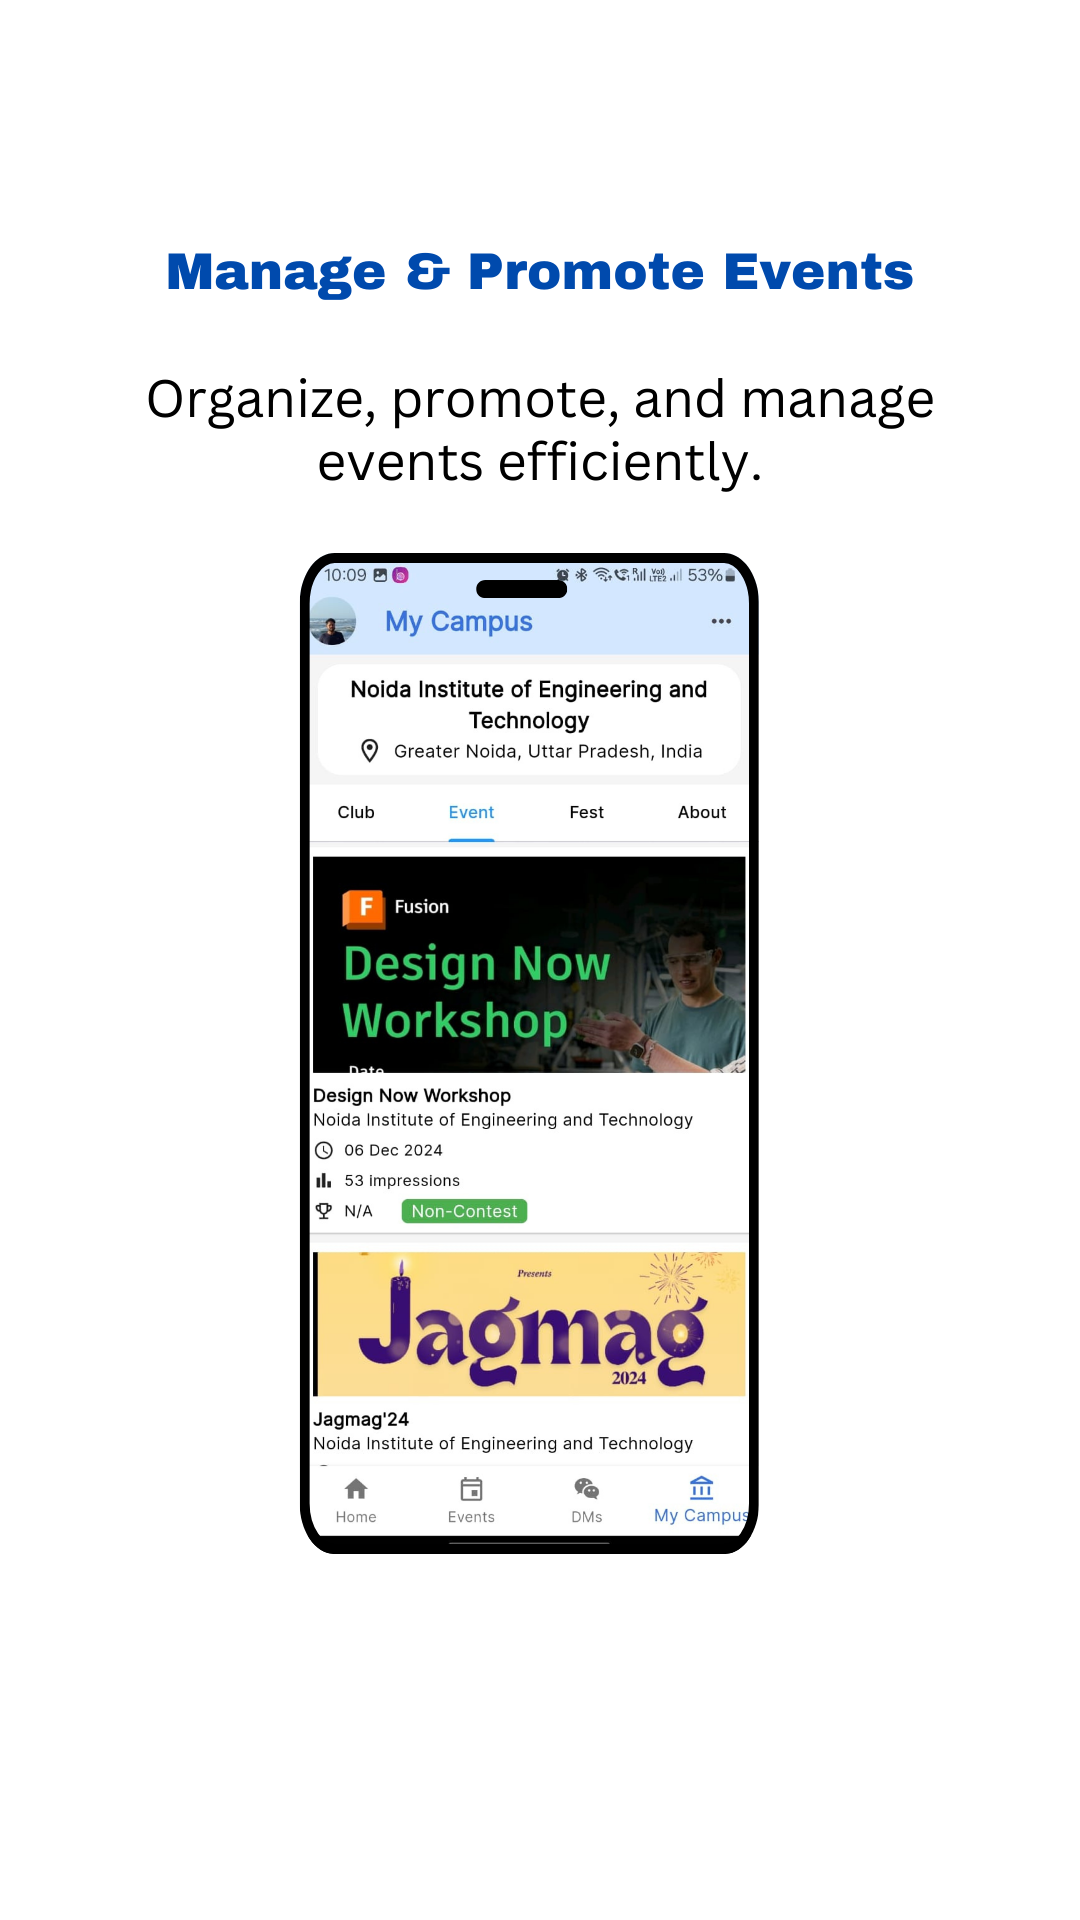 Manage & Promote Events
Organize, promote, and manage
events efficiently.
10:09
53%
My Campus
Noida Institute of Engineering and
Technology
Greater Noida, Uttar Pradesh, India
Club
Event
Fest
About
F Fusion
Design Now
Workshop
Date
Design Now Workshop
Noida Institute of Engineering and Technology
06 Dec 2024
53 impressions
N/A
Non-Contest
Presents
Jagmag
2024
Jagmag'24
Noida Institute of Engineering and Technology
Home
Events
DMs
My Campus